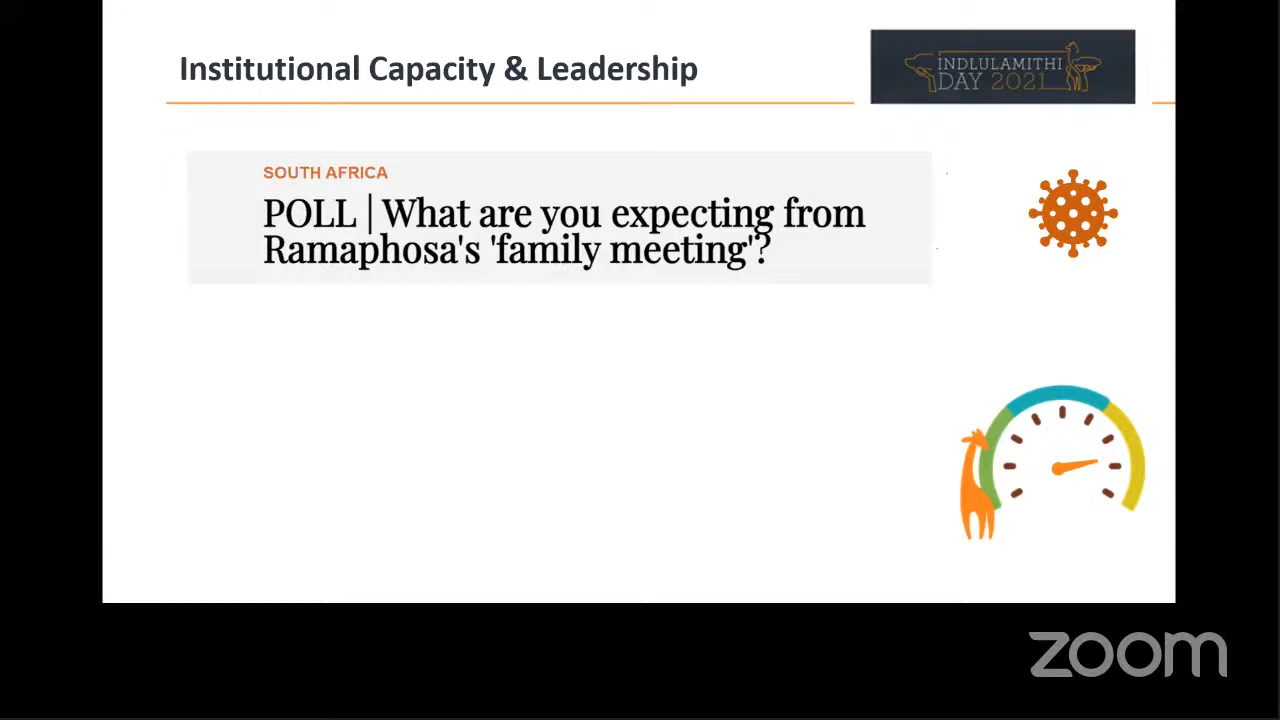 Institutional Capacity & Leadership
INDLULAMITHI
DAY 2021
SOUTH AFRICA
POLL | What are you expecting from
Ramaphosa's 'family meeting'?
zoom